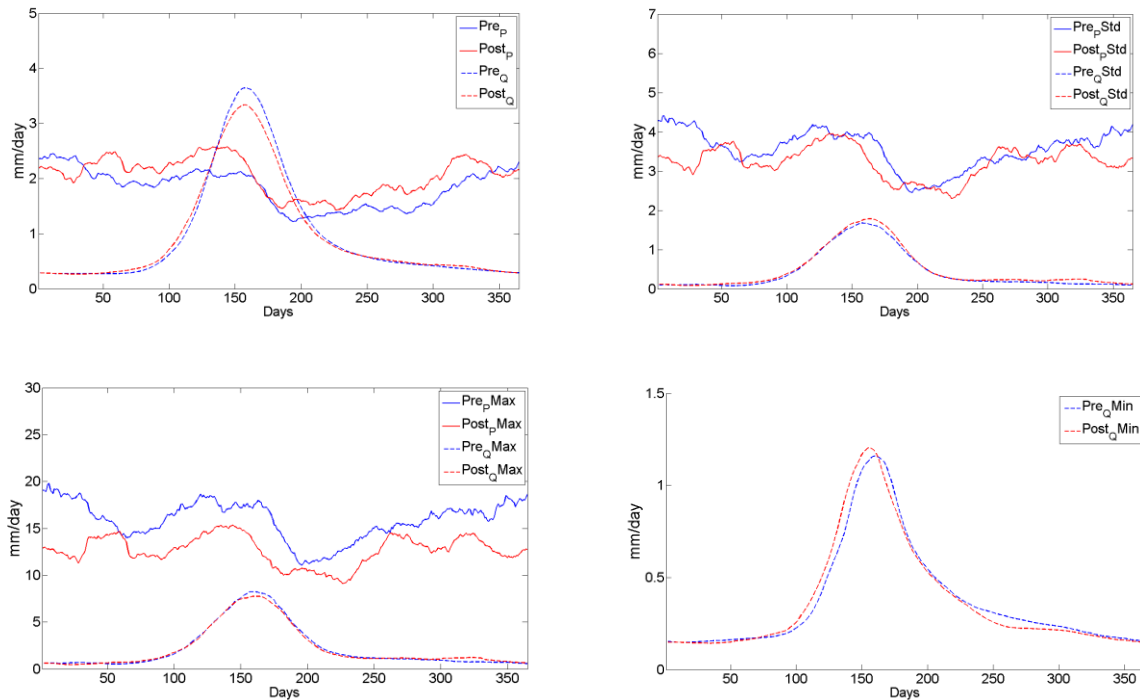 5
4
3
2
1
0
mm/day
50
100
150
200
250
300
350
Days
Pre_P
Post_P
Pre_Q
Post_Q
7
6
5
4
3
2
1
0
mm/day
50
100
150
200
250
300
350
Days
Pre_PStd
Post_PStd
Pre_QStd
Post_QStd
30
25
20
15
10
5
0
mm/day
50
100
150
200
250
300
350
Days
Pre_PMax
Post_PMax
Pre_QMax
Post_QMax
1.5
1
0.5
0
mm/day
50
100
150
200
250
300
350
Days
Pre_QMin
Post_QMin